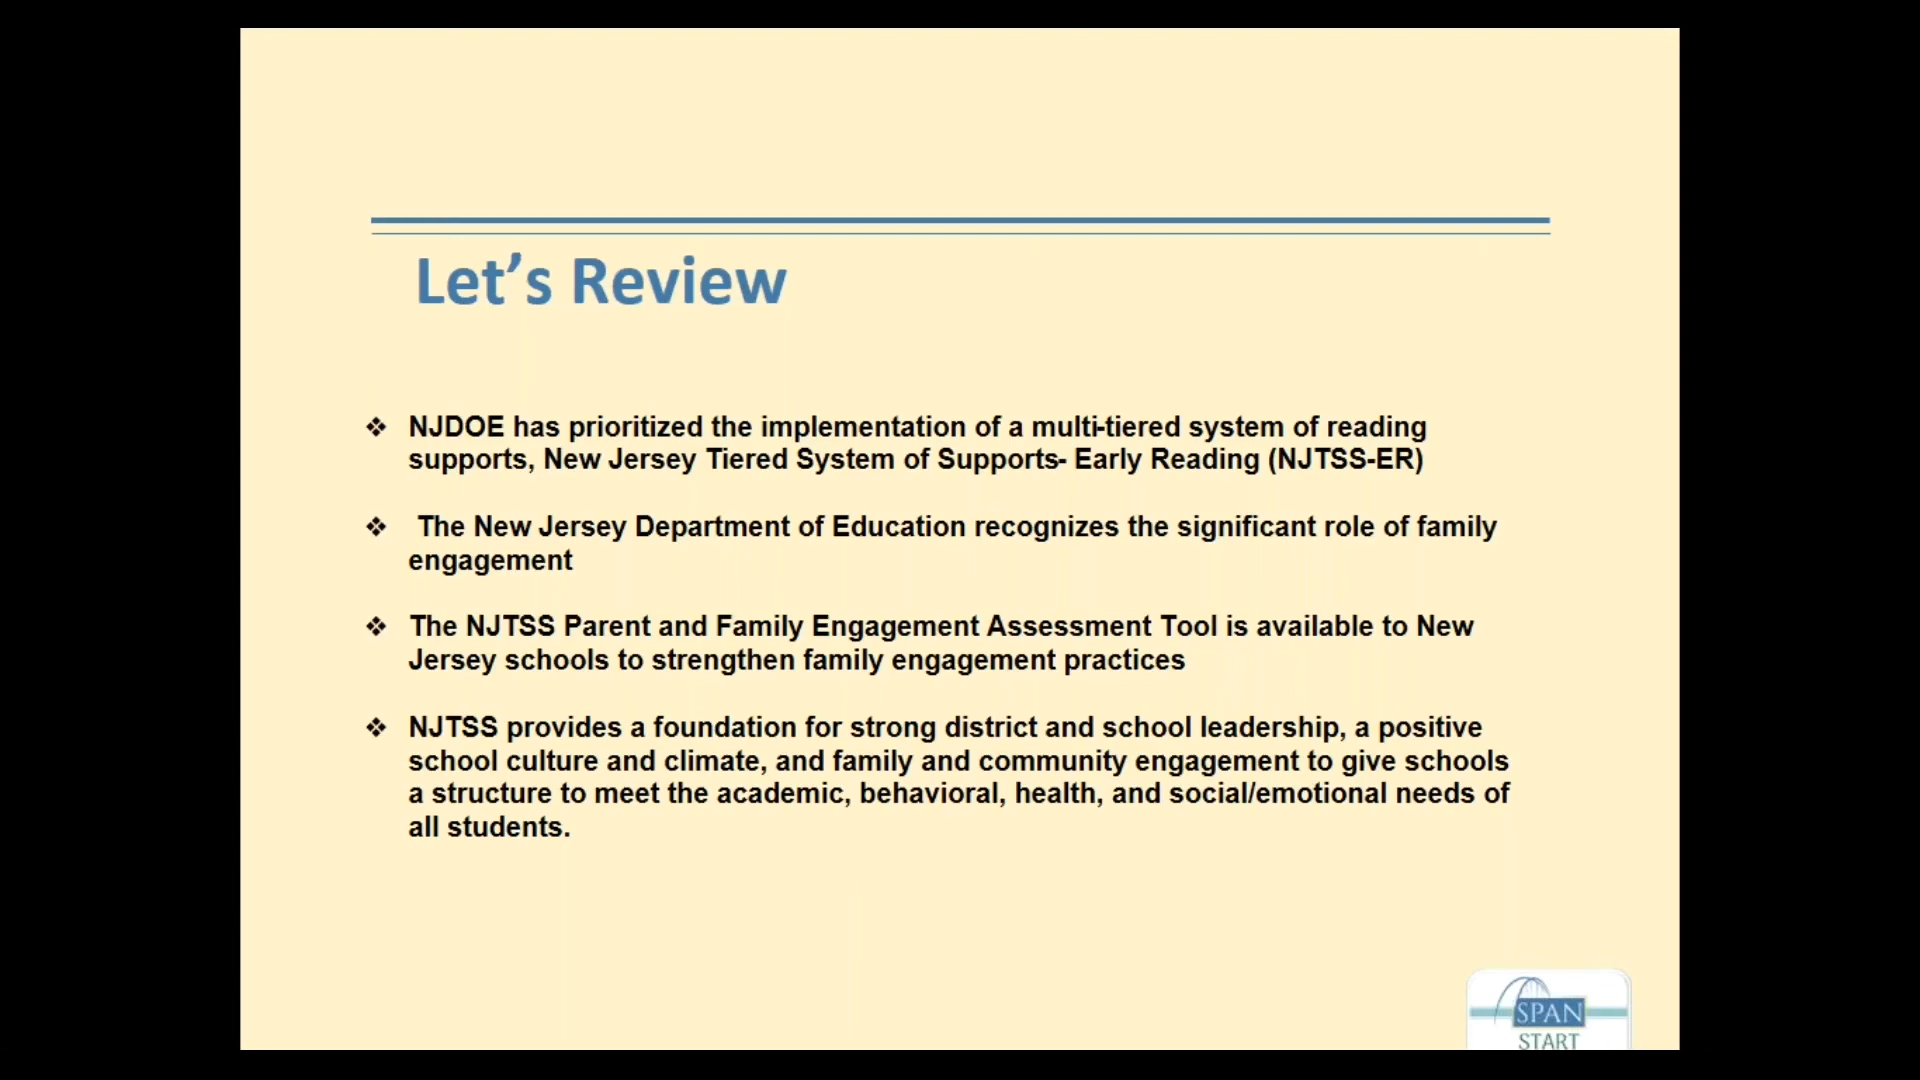 Let’s Review
❖ NJDOE has prioritized the implementation of a multi-tiered system of reading
supports, New Jersey Tiered System of Supports- Early Reading (NJTSS-ER)
❖ The New Jersey Department of Education recognizes the significant role of family
engagement
❖ The NJTSS Parent and Family Engagement Assessment Tool is available to New
Jersey schools to strengthen family engagement practices
❖ NJTSS provides a foundation for strong district and school leadership, a positive
school culture and climate, and family and community engagement to give schools
a structure to meet the academic, behavioral, health, and social/emotional needs of
all students.
SPAN
START